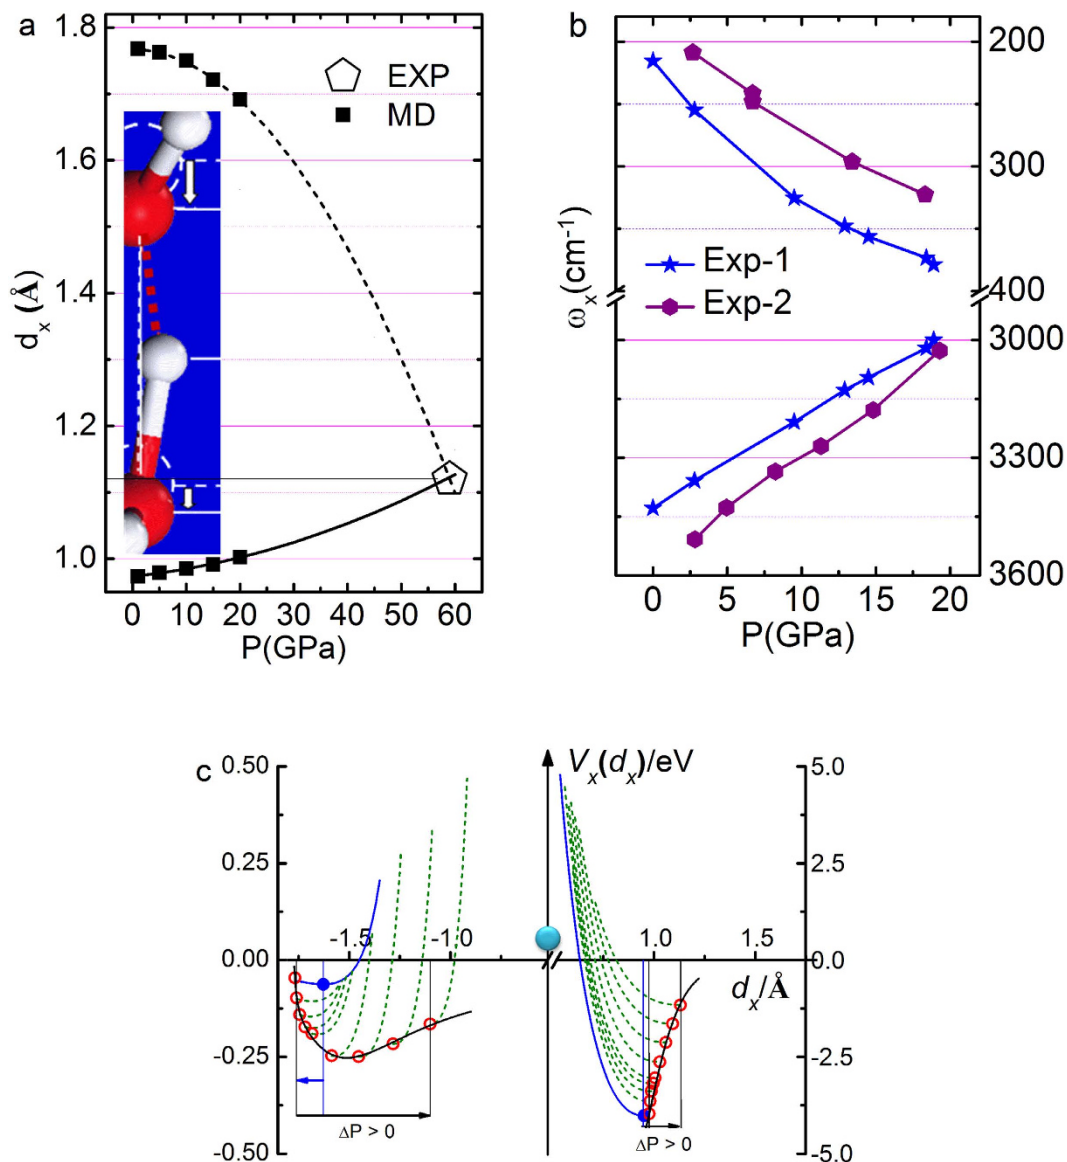 a
1.8
1.6
1.4
1.2
1.0
d_x (Å)
EXP
MD
0 10 20 30 40 50 60
P(GPa)
b
200
300
400
3000
3300
3600
ω_x(cm⁻¹)
Exp-1
Exp-2
0 5 10 15 20
P(GPa)
c
0.50
0.25
0.00
-0.25
-0.50
-1.5 -1.0
ΔP > 0
V_x(d_x)/eV
5.0
2.5
0.0
-2.5
-5.0
1.0 1.5
d_x/Å
ΔP > 0